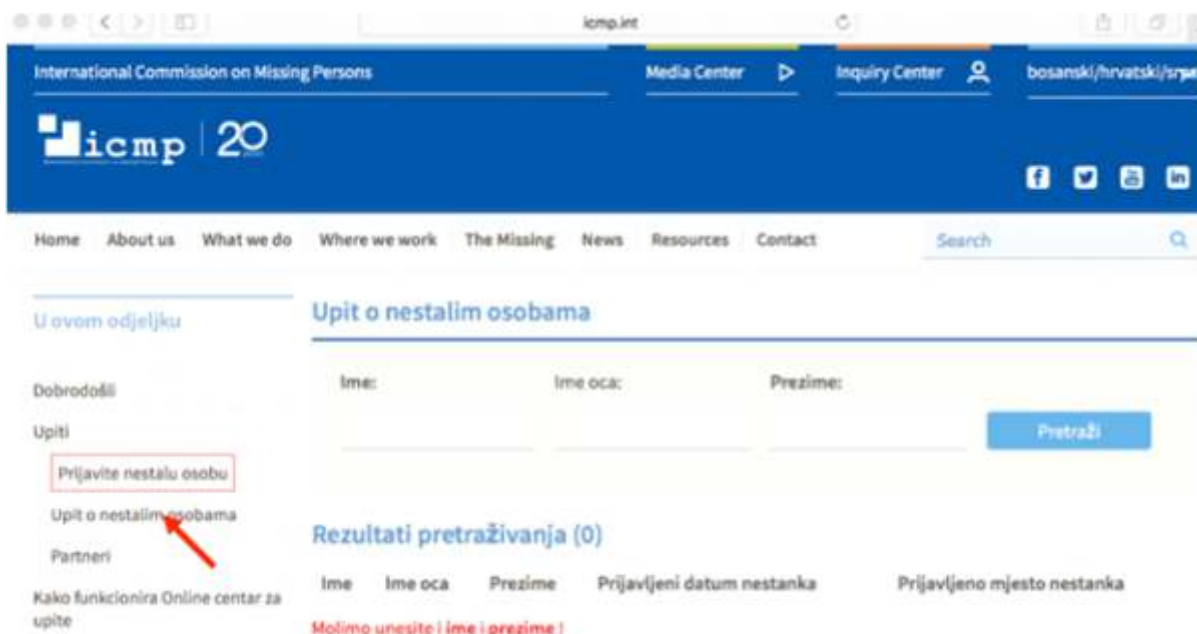 icmp.int
International Commission on Missing Persons
Media Center
Inquiry Center
bosanski/hrvatski/
icmp 20
Home About us What we do Where we work The Missing News Resources Contact Search
U ovom odjeljku
Upit o nestalim osobama
Dobrodošli
Ime: Ime oca: Prezime:
Upiti
Pretraži
Prijavite nestalu osobu
Upit o nestalim osobama
Partneri
Kako funkcionira Online centar za
upite
Rezultati pretraživanja (0)
Ime Ime oca Prezime Prijavljeni datum nestanka Prijavljeno mjesto nestanka
Molimo unesite i ime i prezime !